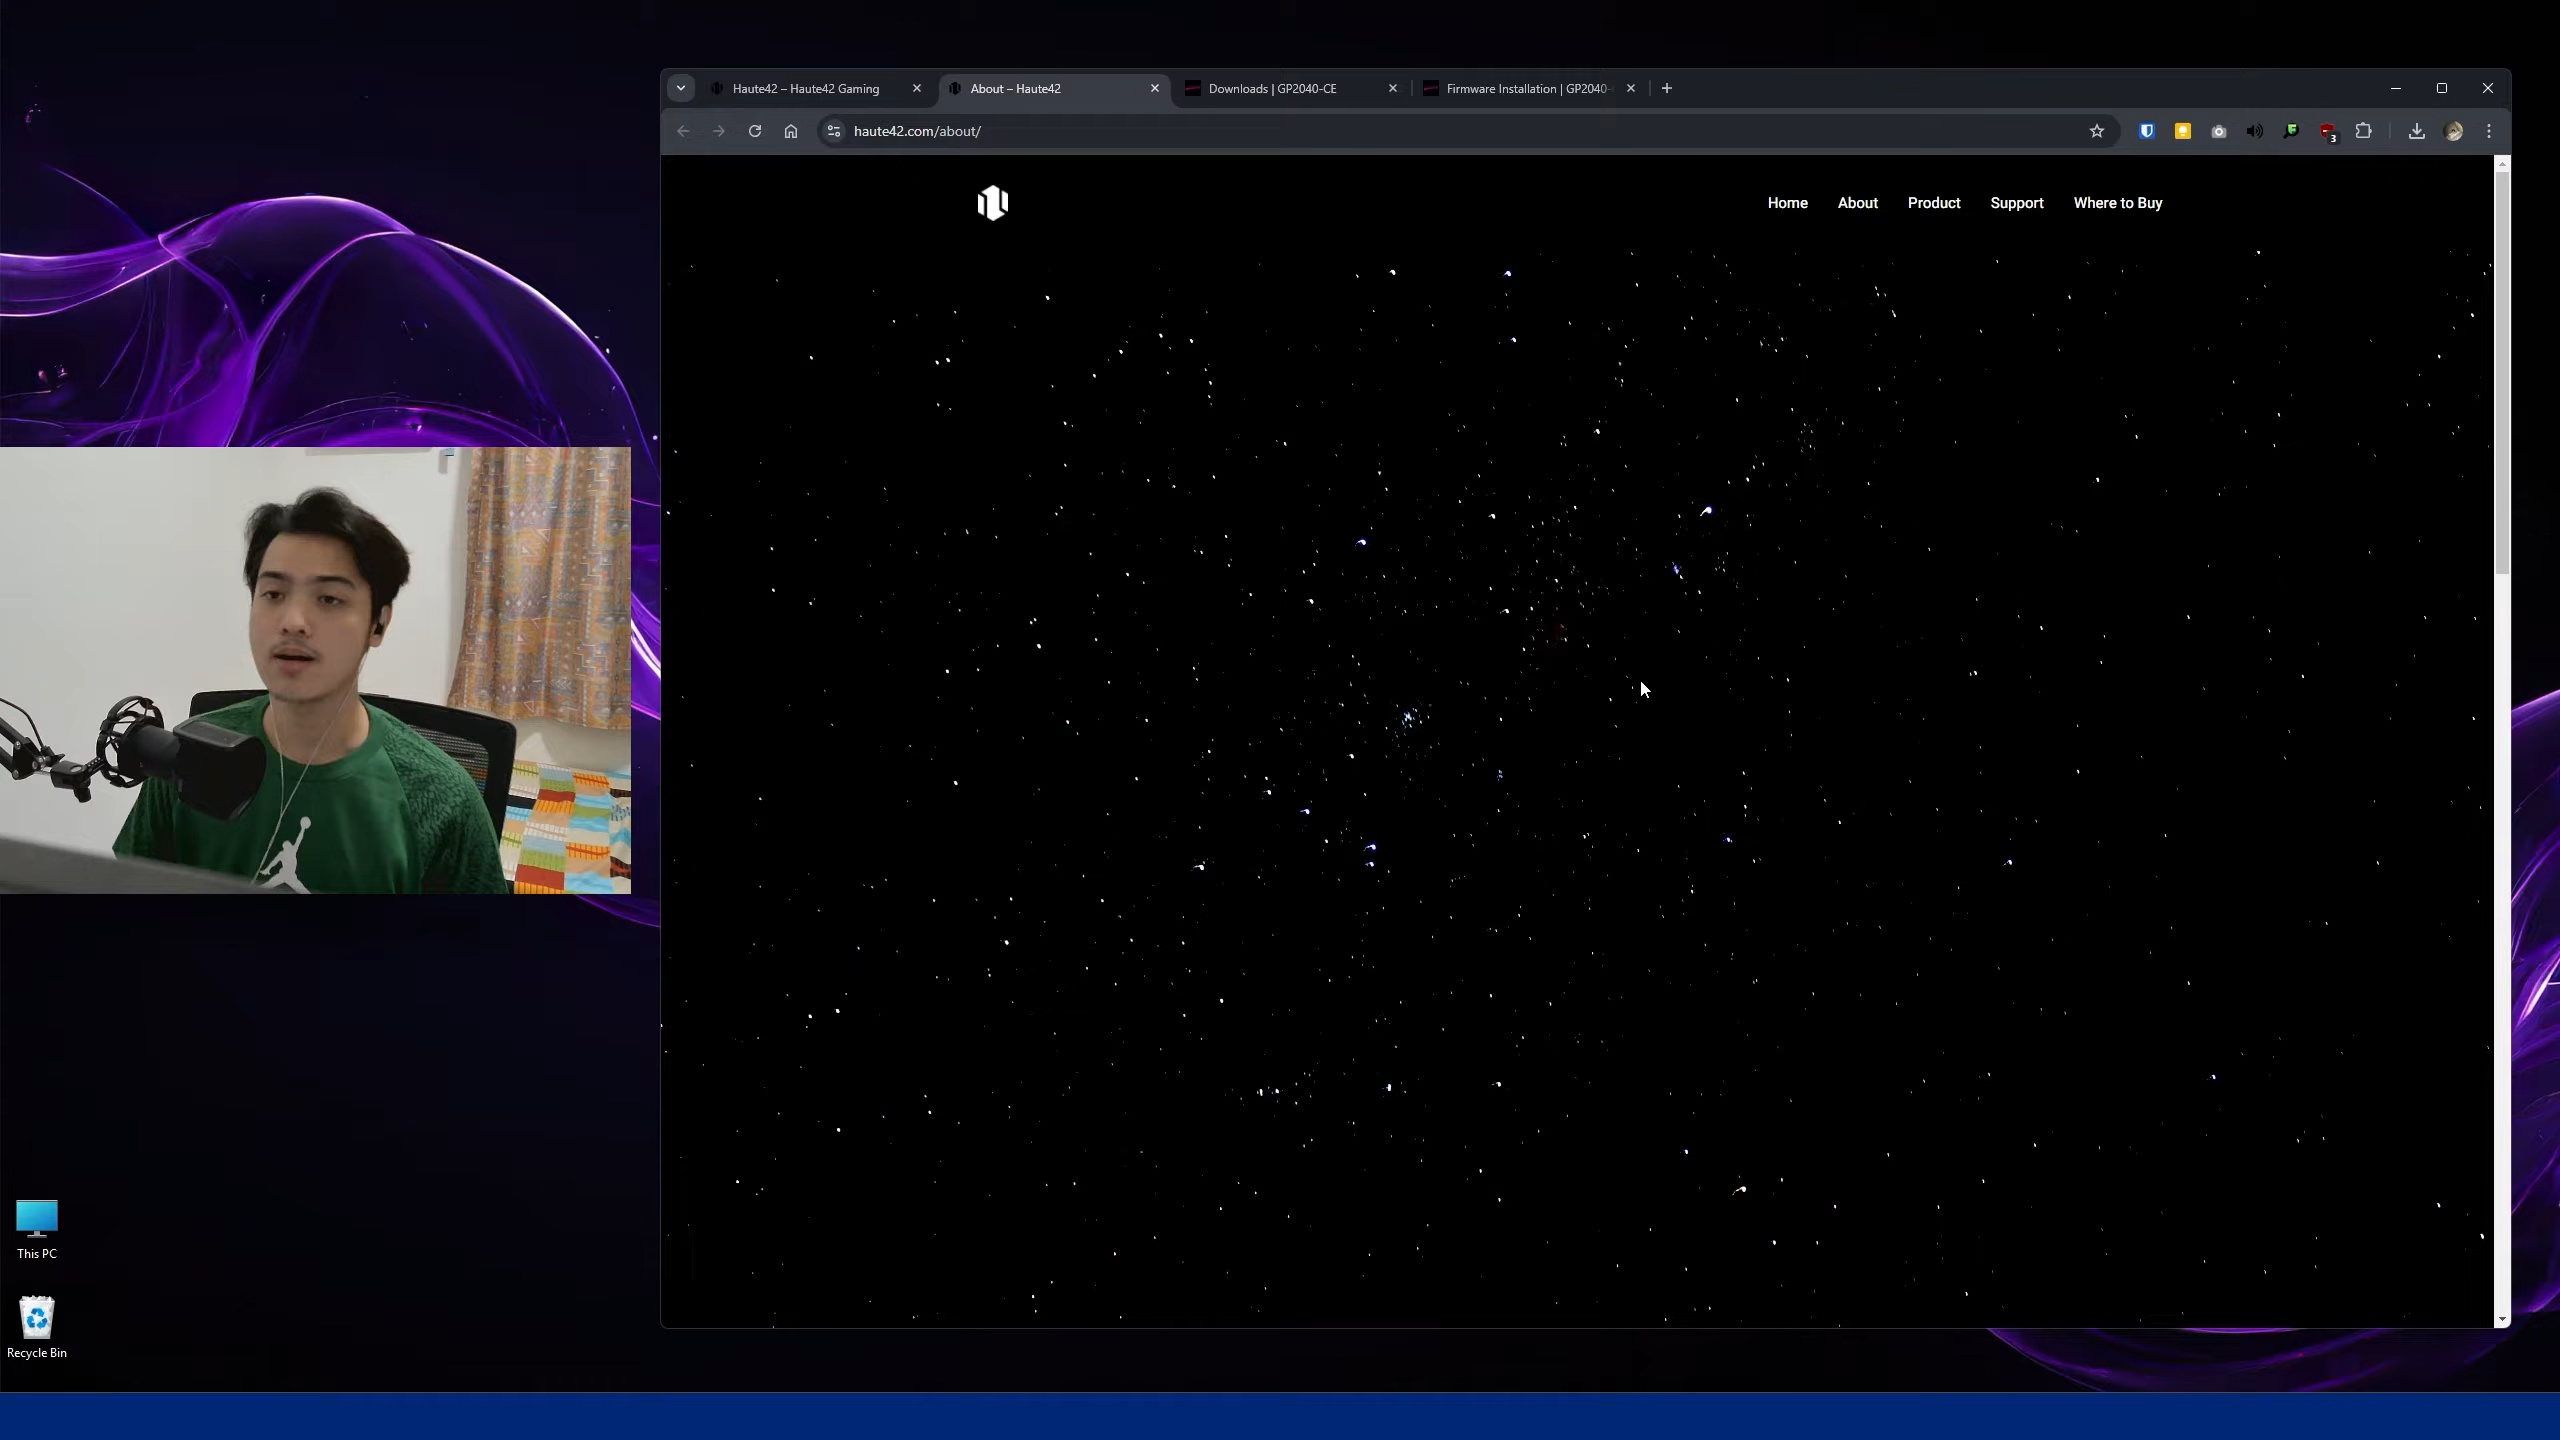 Haute42 – Haute42 Gaming
About – Haute42
Downloads | GP2040-CE
Firmware Installation | GP2040-
haute42.com/about/
3
Home
About
Product
Support
Where to Buy
This PC
Recycle Bin